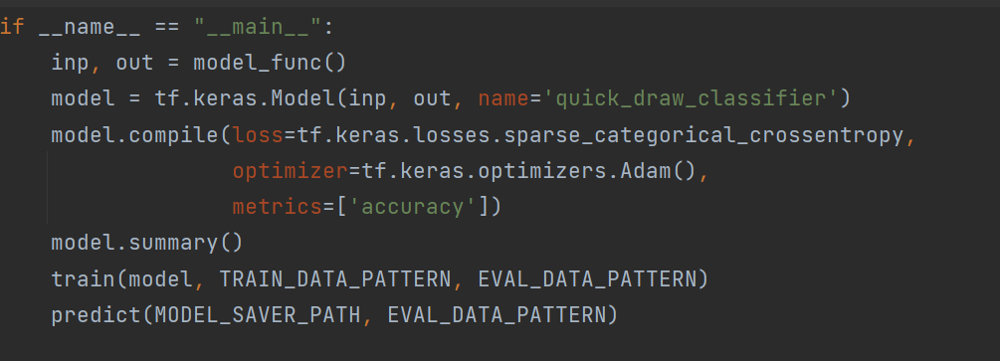 if __name__ == "__main__":
    inp, out = model_func()
    model = tf.keras.Model(inp, out, name='quick_draw_classifier')
    model.compile(loss=tf.keras.losses.sparse_categorical_crossentropy,
                  optimizer=tf.keras.optimizers.Adam(),
                  metrics=['accuracy'])
    model.summary()
    train(model, TRAIN_DATA_PATTERN, EVAL_DATA_PATTERN)
    predict(MODEL_SAVER_PATH, EVAL_DATA_PATTERN)